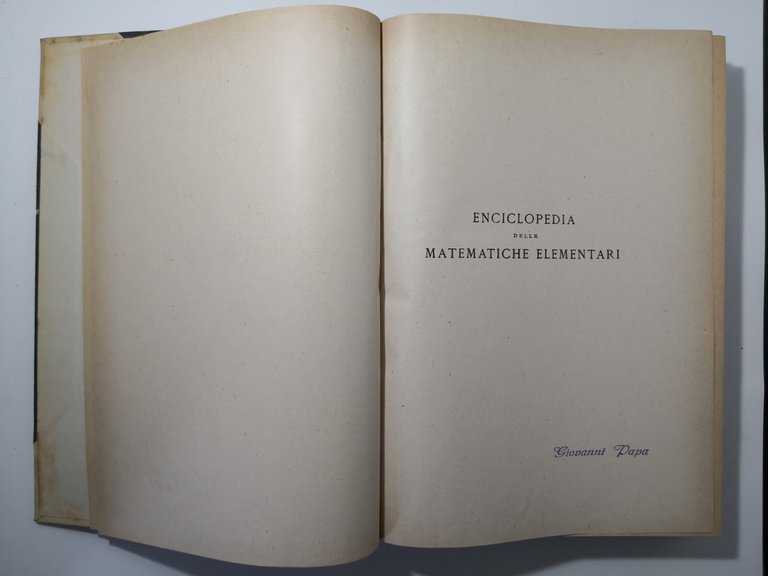 ENCICLOPEDIA
DELLE
MATEMATICHE ELEMENTARI
Giovanni Papa